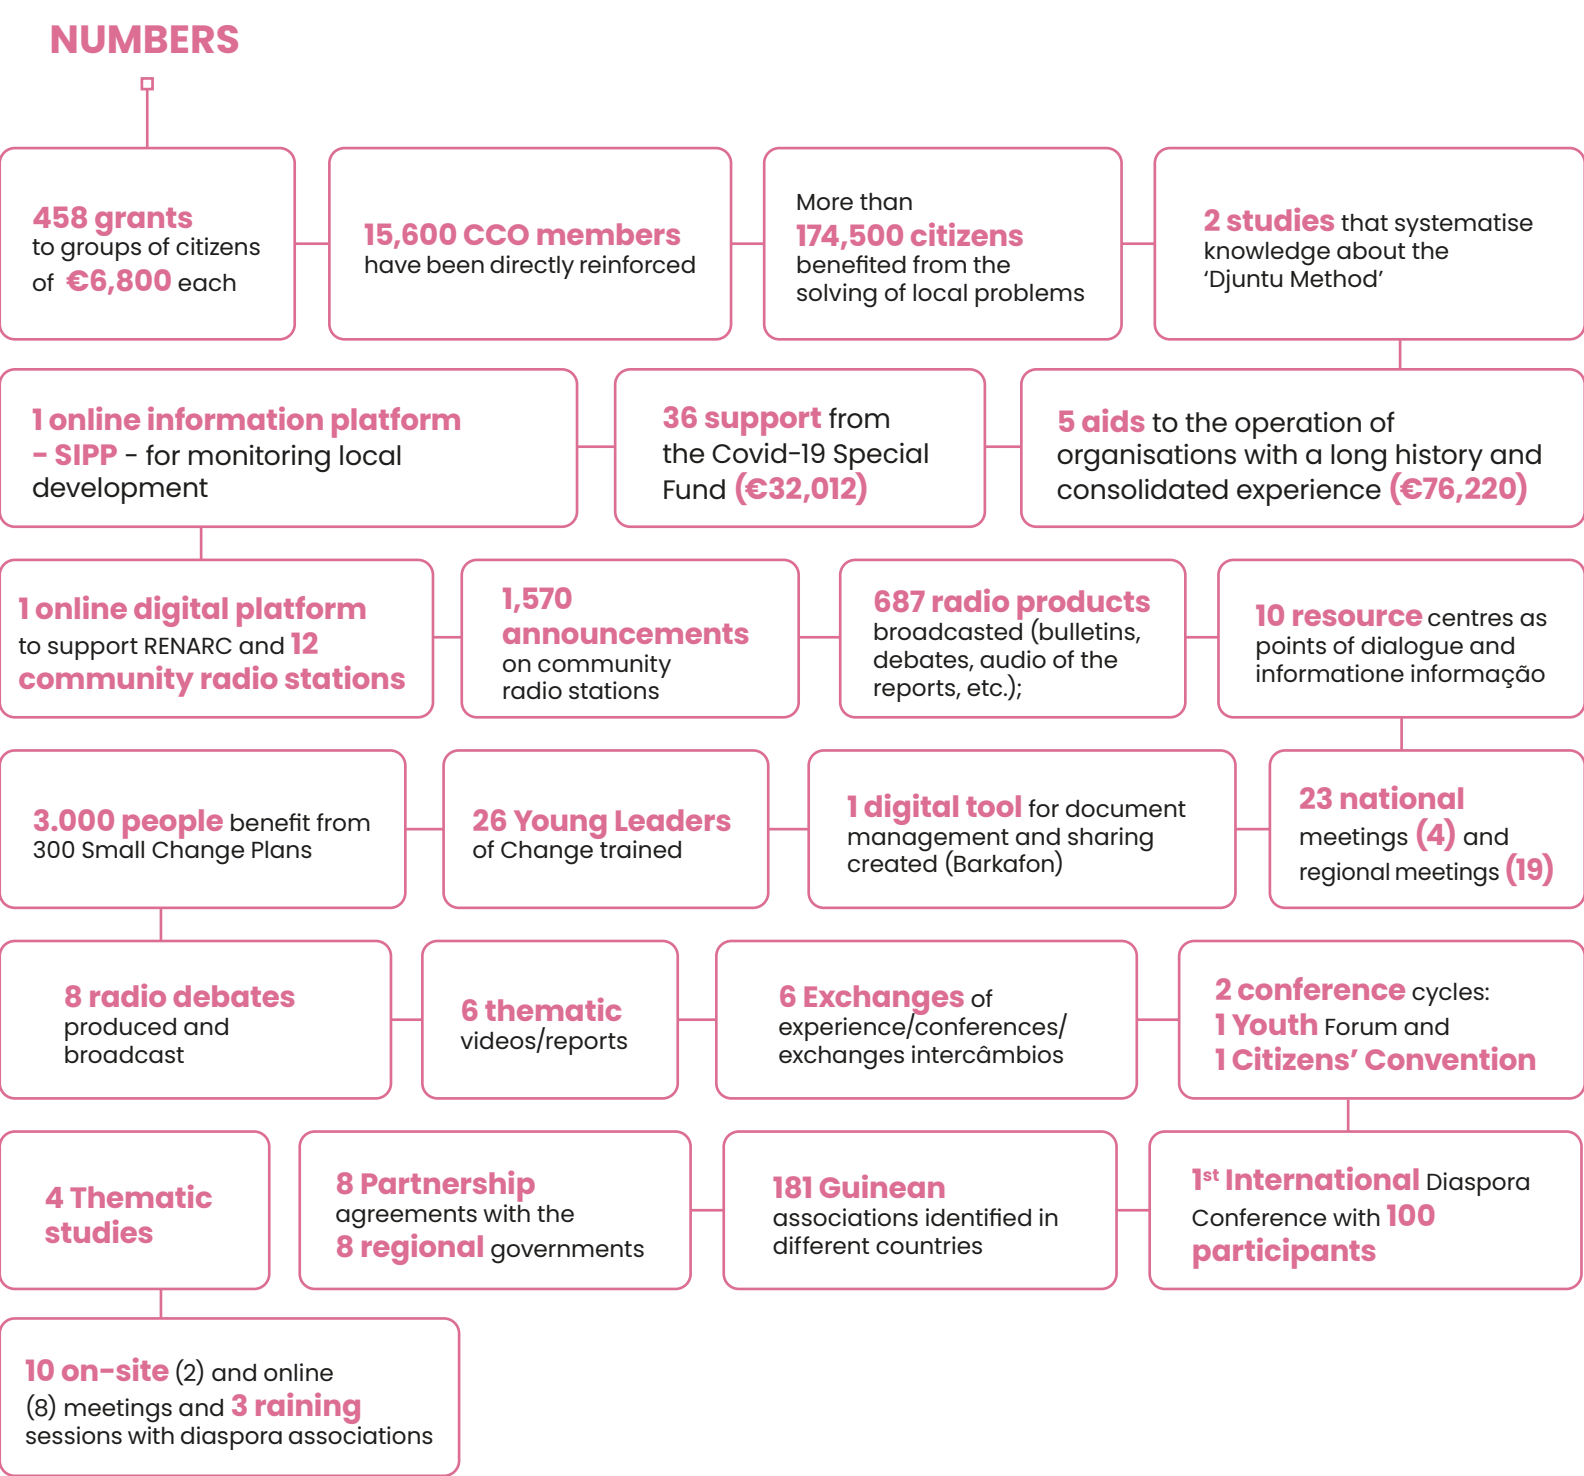 NUMBERS
458 grants
to groups of citizens
of €6,800 each
15,600 CCO members
have been directly reinforced
More than
174,500 citizens
benefited from the
solving of local problems
2 studies that systematise
knowledge about the
‘Djuntu Method’
1 online information platform
- SIPP - for monitoring local
development
36 support from
the Covid-19 Special
Fund (€32,012)
5 aids to the operation of
organisations with a long history and
consolidated experience (€76,220)
1 online digital platform
to support RENARC and 12
community radio stations
1,570
announcements
on community
radio stations
687 radio products
broadcasted (bulletins,
debates, audio of the
reports, etc.);
10 resource centres as
points of dialogue and
informatione informação
3.000 people benefit from
300 Small Change Plans
26 Young Leaders
of Change trained
1 digital tool for document
management and sharing
created (Barkafon)
23 national
meetings (4) and
regional meetings (19)
8 radio debates
produced and
broadcast
6 thematic
videos/reports
6 Exchanges of
experience/conferences/
exchanges intercâmbios
2 conference cycles:
1 Youth Forum and
1 Citizens’ Convention
4 Thematic
studies
8 Partnership
agreements with the
8 regional governments
181 Guinean
associations identified in
different countries
1st International Diaspora
Conference with 100
participants
10 on-site (2) and online
(8) meetings and 3 raining
sessions with diaspora associations